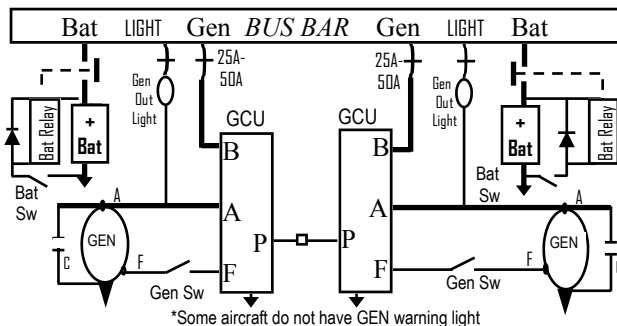 Bat LIGHT Gen BUS BAR Gen LIGHT Bat
25A-
50A
25A-
50A
Gen
Out
Light
Gen
Out
Light
GCU
GCU
Bat Relay
+
Bat
+
Bat
Bat Relay
B
B
Bat Sw
Bat
Sw
A
A
A
A
GEN
P
P
GEN
C
F
F
F
F
Gen Sw
Gen Sw
*Some aircraft do not have GEN warning light